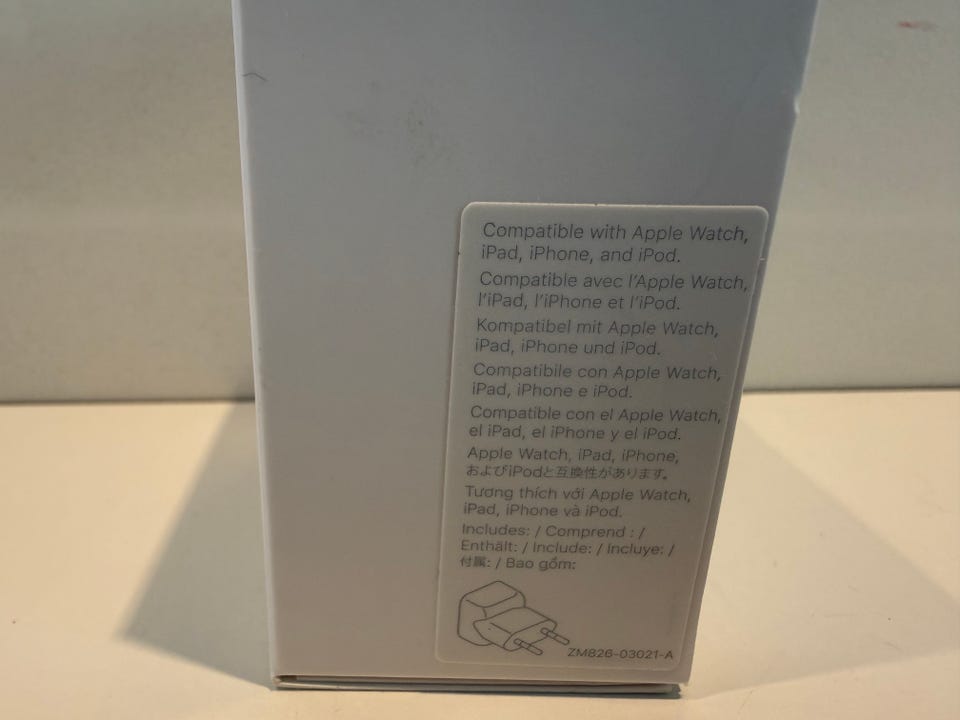 Compatible with Apple Watch,
iPad, iPhone, and iPod.
Compatible avec l'Apple Watch,
l'iPad, l'iPhone et l'iPod.
Kompatibel mit Apple Watch,
iPad, iPhone und iPod.
Compatibile con Apple Watch,
iPad, iPhone e iPod.
Compatible con el Apple Watch,
el iPad, el iPhone y el iPod.
Apple Watch, iPad, iPhone,
およびiPodと互換性があります。
Tương thích với Apple Watch,
iPad, iPhone và iPod.
Includes: / Comprend : /
Enthält: / Include: / Incluye: /
付属: / Bao gồm:
ZM826-03021-A